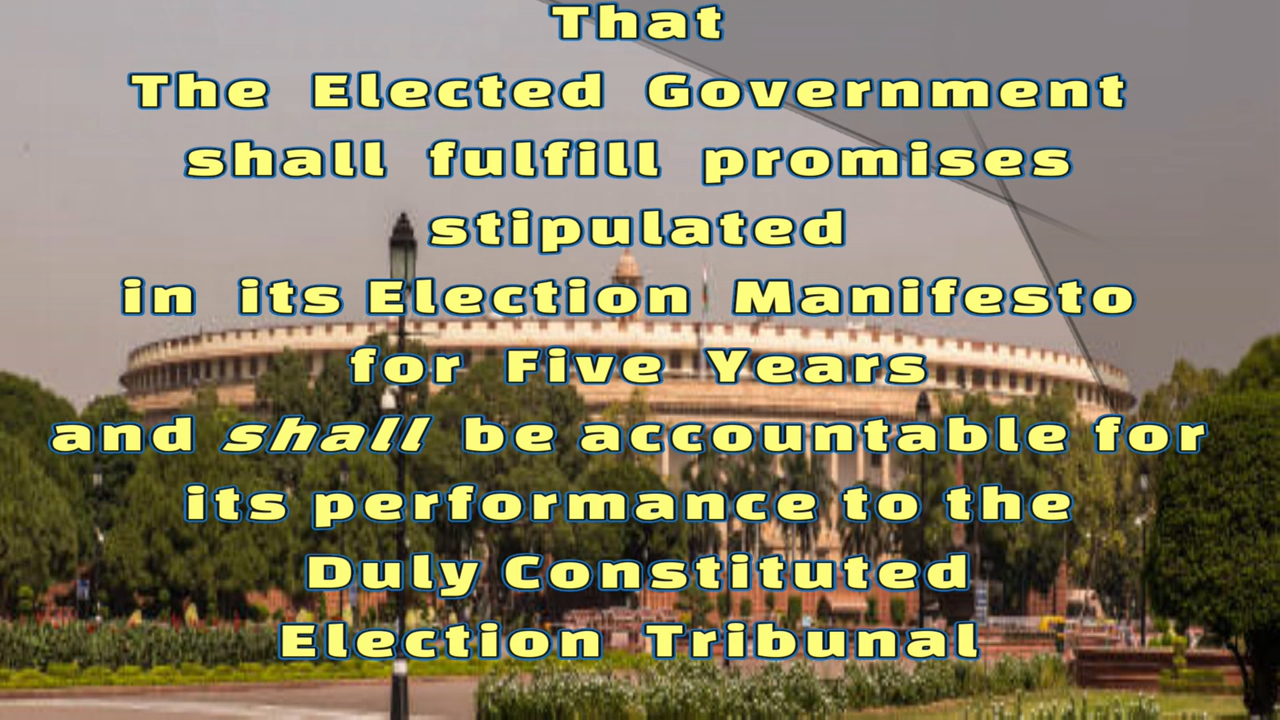 That
The Elected Government
shall fulfill promises
stipulated
in its Election Manifesto
for Five Years
and shall be accountable for
its performance to the
Duly Constituted
Election Tribunal